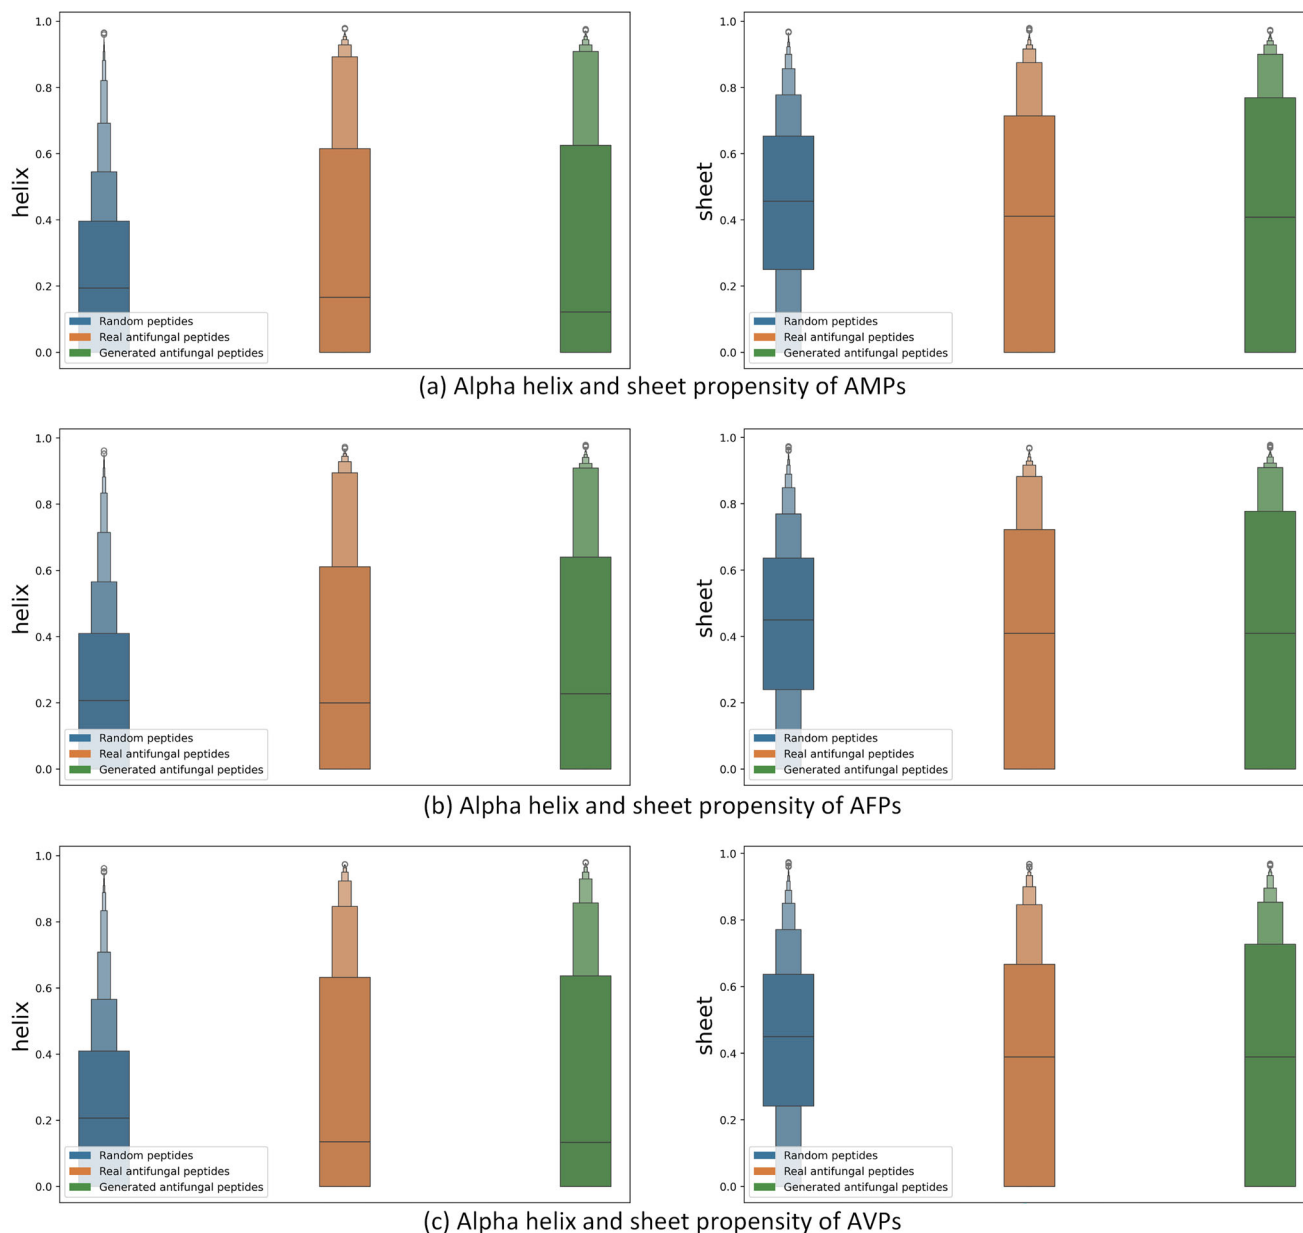 1.0
0.8
0.6
0.4
0.2
0.0
helix
Random peptides
Real antifungal peptides
Generated antifungal peptides
1.0
0.8
0.6
0.4
0.2
0.0
sheet
Random peptides
Real antifungal peptides
Generated antifungal peptides
(a) Alpha helix and sheet propensity of AMPs
1.0
0.8
0.6
0.4
0.2
0.0
helix
Random peptides
Real antifungal peptides
Generated antifungal peptides
1.0
0.8
0.6
0.4
0.2
0.0
sheet
Random peptides
Real antifungal peptides
Generated antifungal peptides
(b) Alpha helix and sheet propensity of AFPs
1.0
0.8
0.6
0.4
0.2
0.0
helix
Random peptides
Real antifungal peptides
Generated antifungal peptides
1.0
0.8
0.6
0.4
0.2
0.0
sheet
Random peptides
Real antifungal peptides
Generated antifungal peptides
(c) Alpha helix and sheet propensity of AVPs